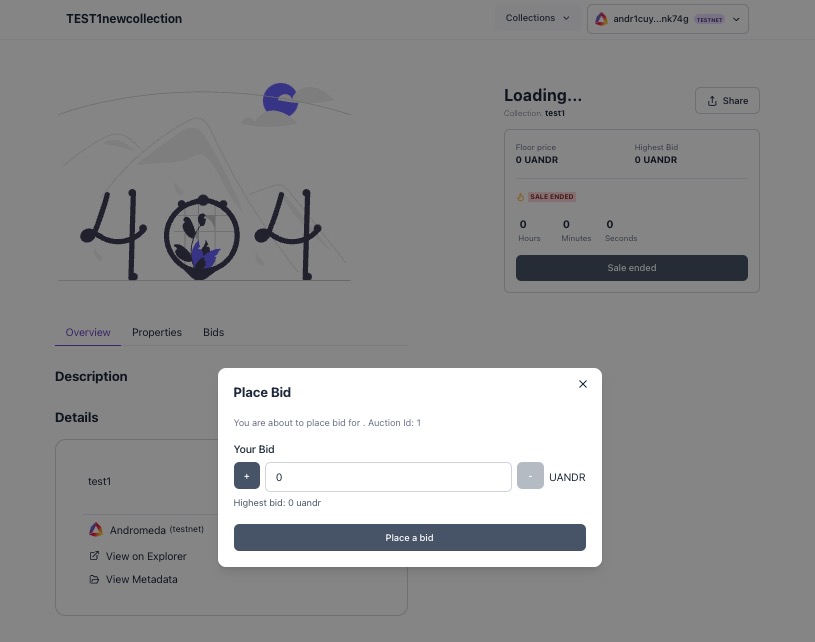 TEST1newcollection
Collections
andr1cuy...nk74g TESTNET
404
Loading...
Collection test1
Share
Floor price
0 UANDR
Highest Bid
0 UANDR
SALE ENDED
0 0 0
Hours Minutes Seconds
Sale ended
Overview Properties Bids
Description
Details
test1
Andromeda (testnet)
View on Explorer
View Metadata
Place Bid
You are about to place bid for . Auction Id: 1
Your Bid
+ 0 - UANDR
Highest bid: 0 uandr
Place a bid